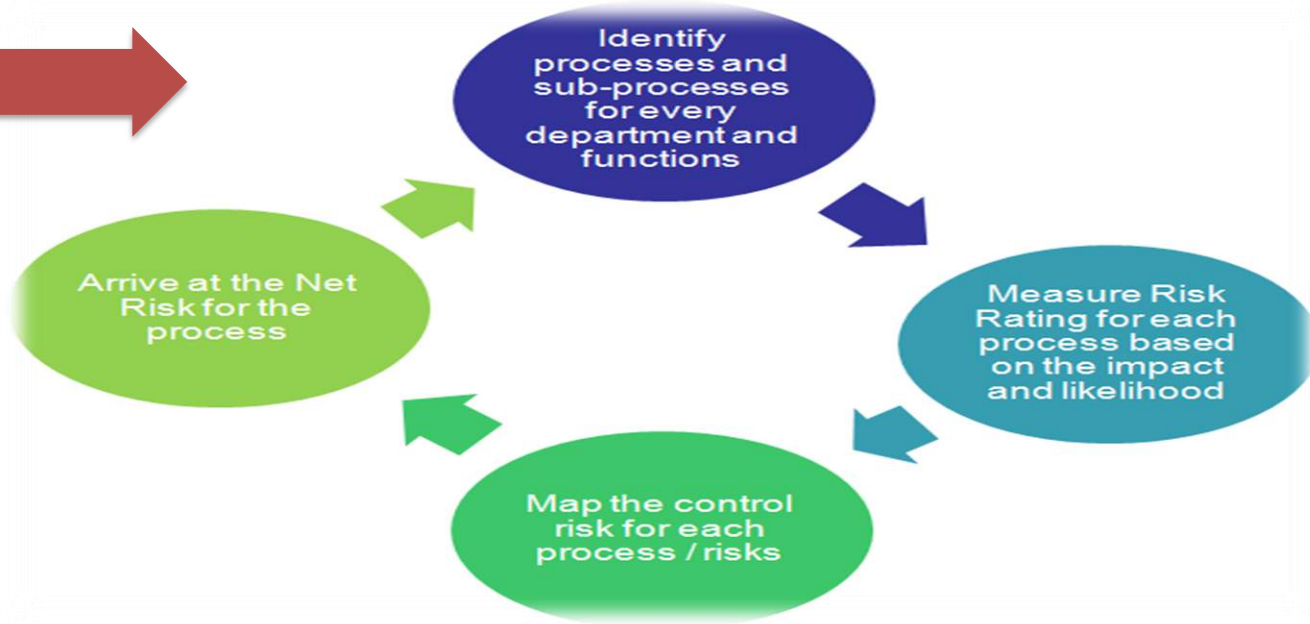 Identify
processes and
sub-processes
for every
department and
functions
Measure Risk
Rating for each
process based
on the impact
and likelihood
Map the control
risk for each
process / risks
Arrive at the Net
Risk for the
process